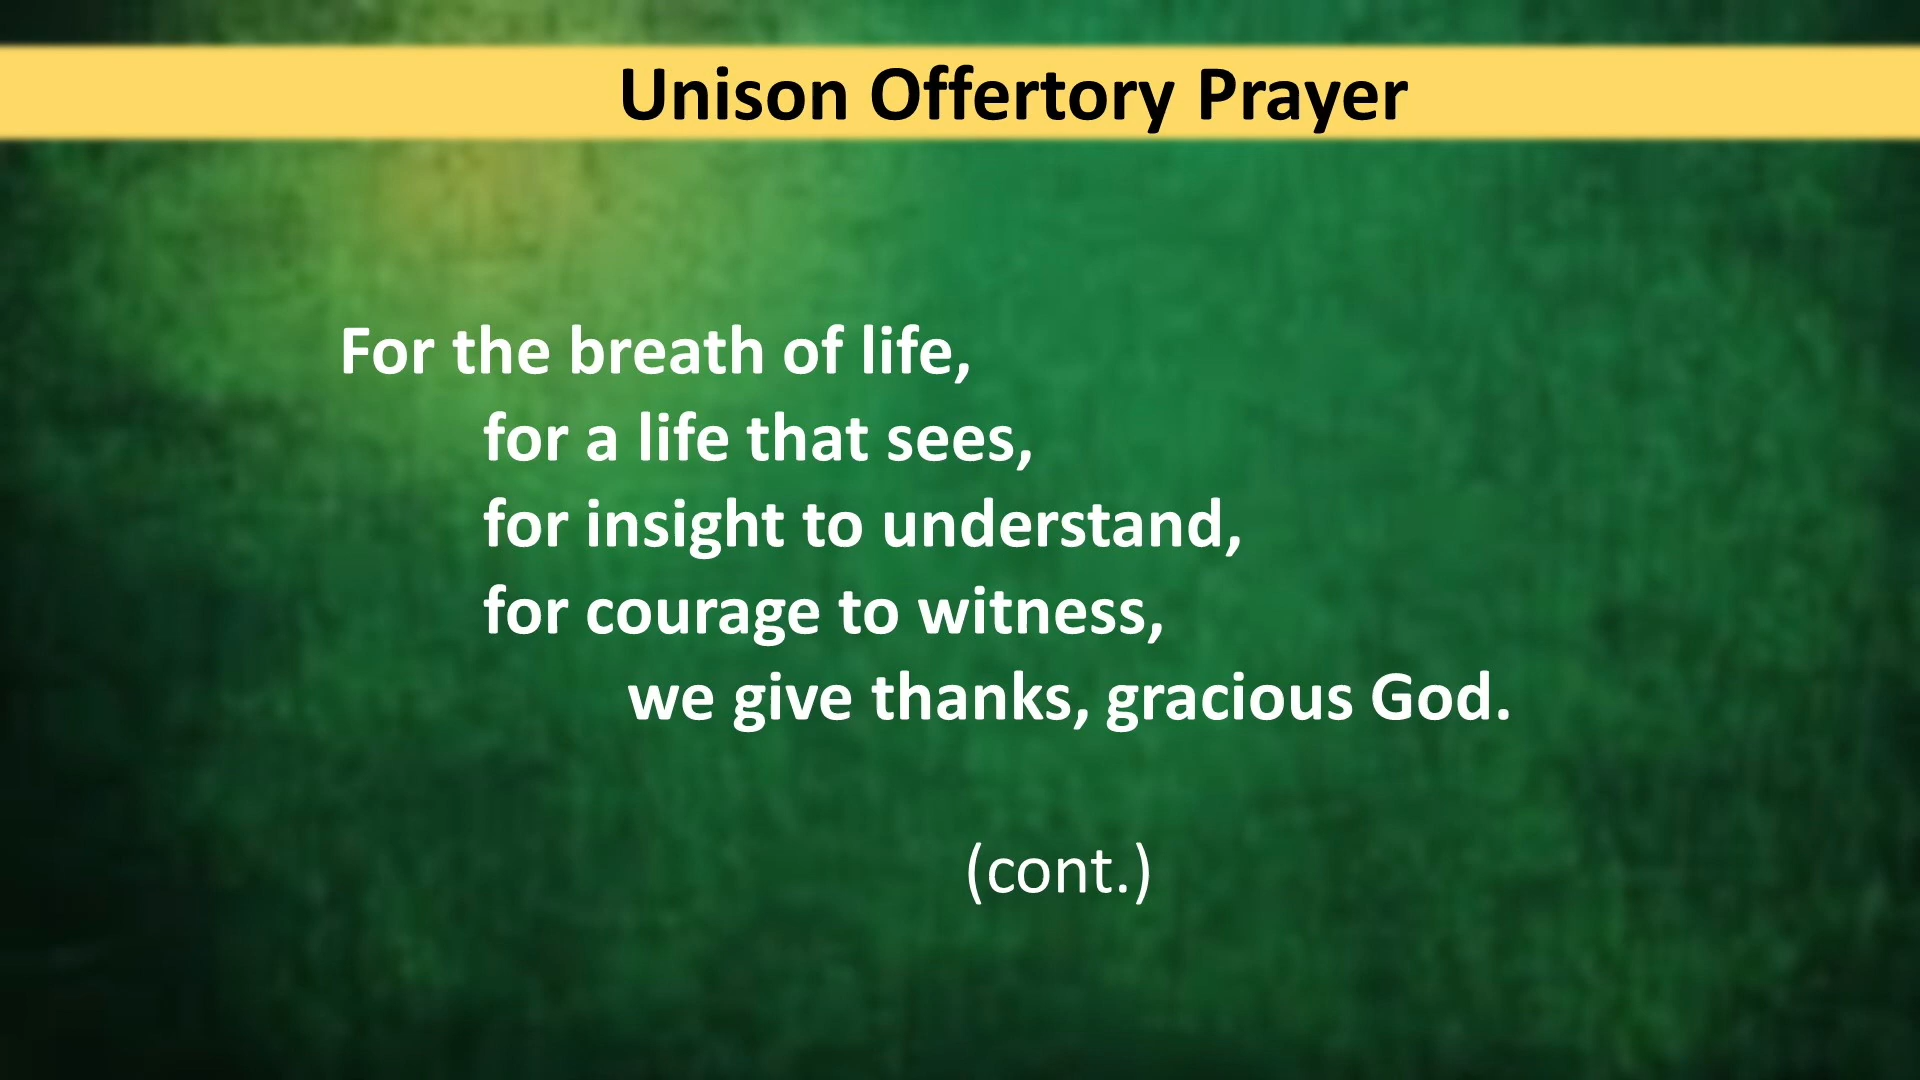 Unison Offertory Prayer
For the breath of life,
for a life that sees,
for insight to understand,
for courage to witness,
we give thanks, gracious God.
(cont.)